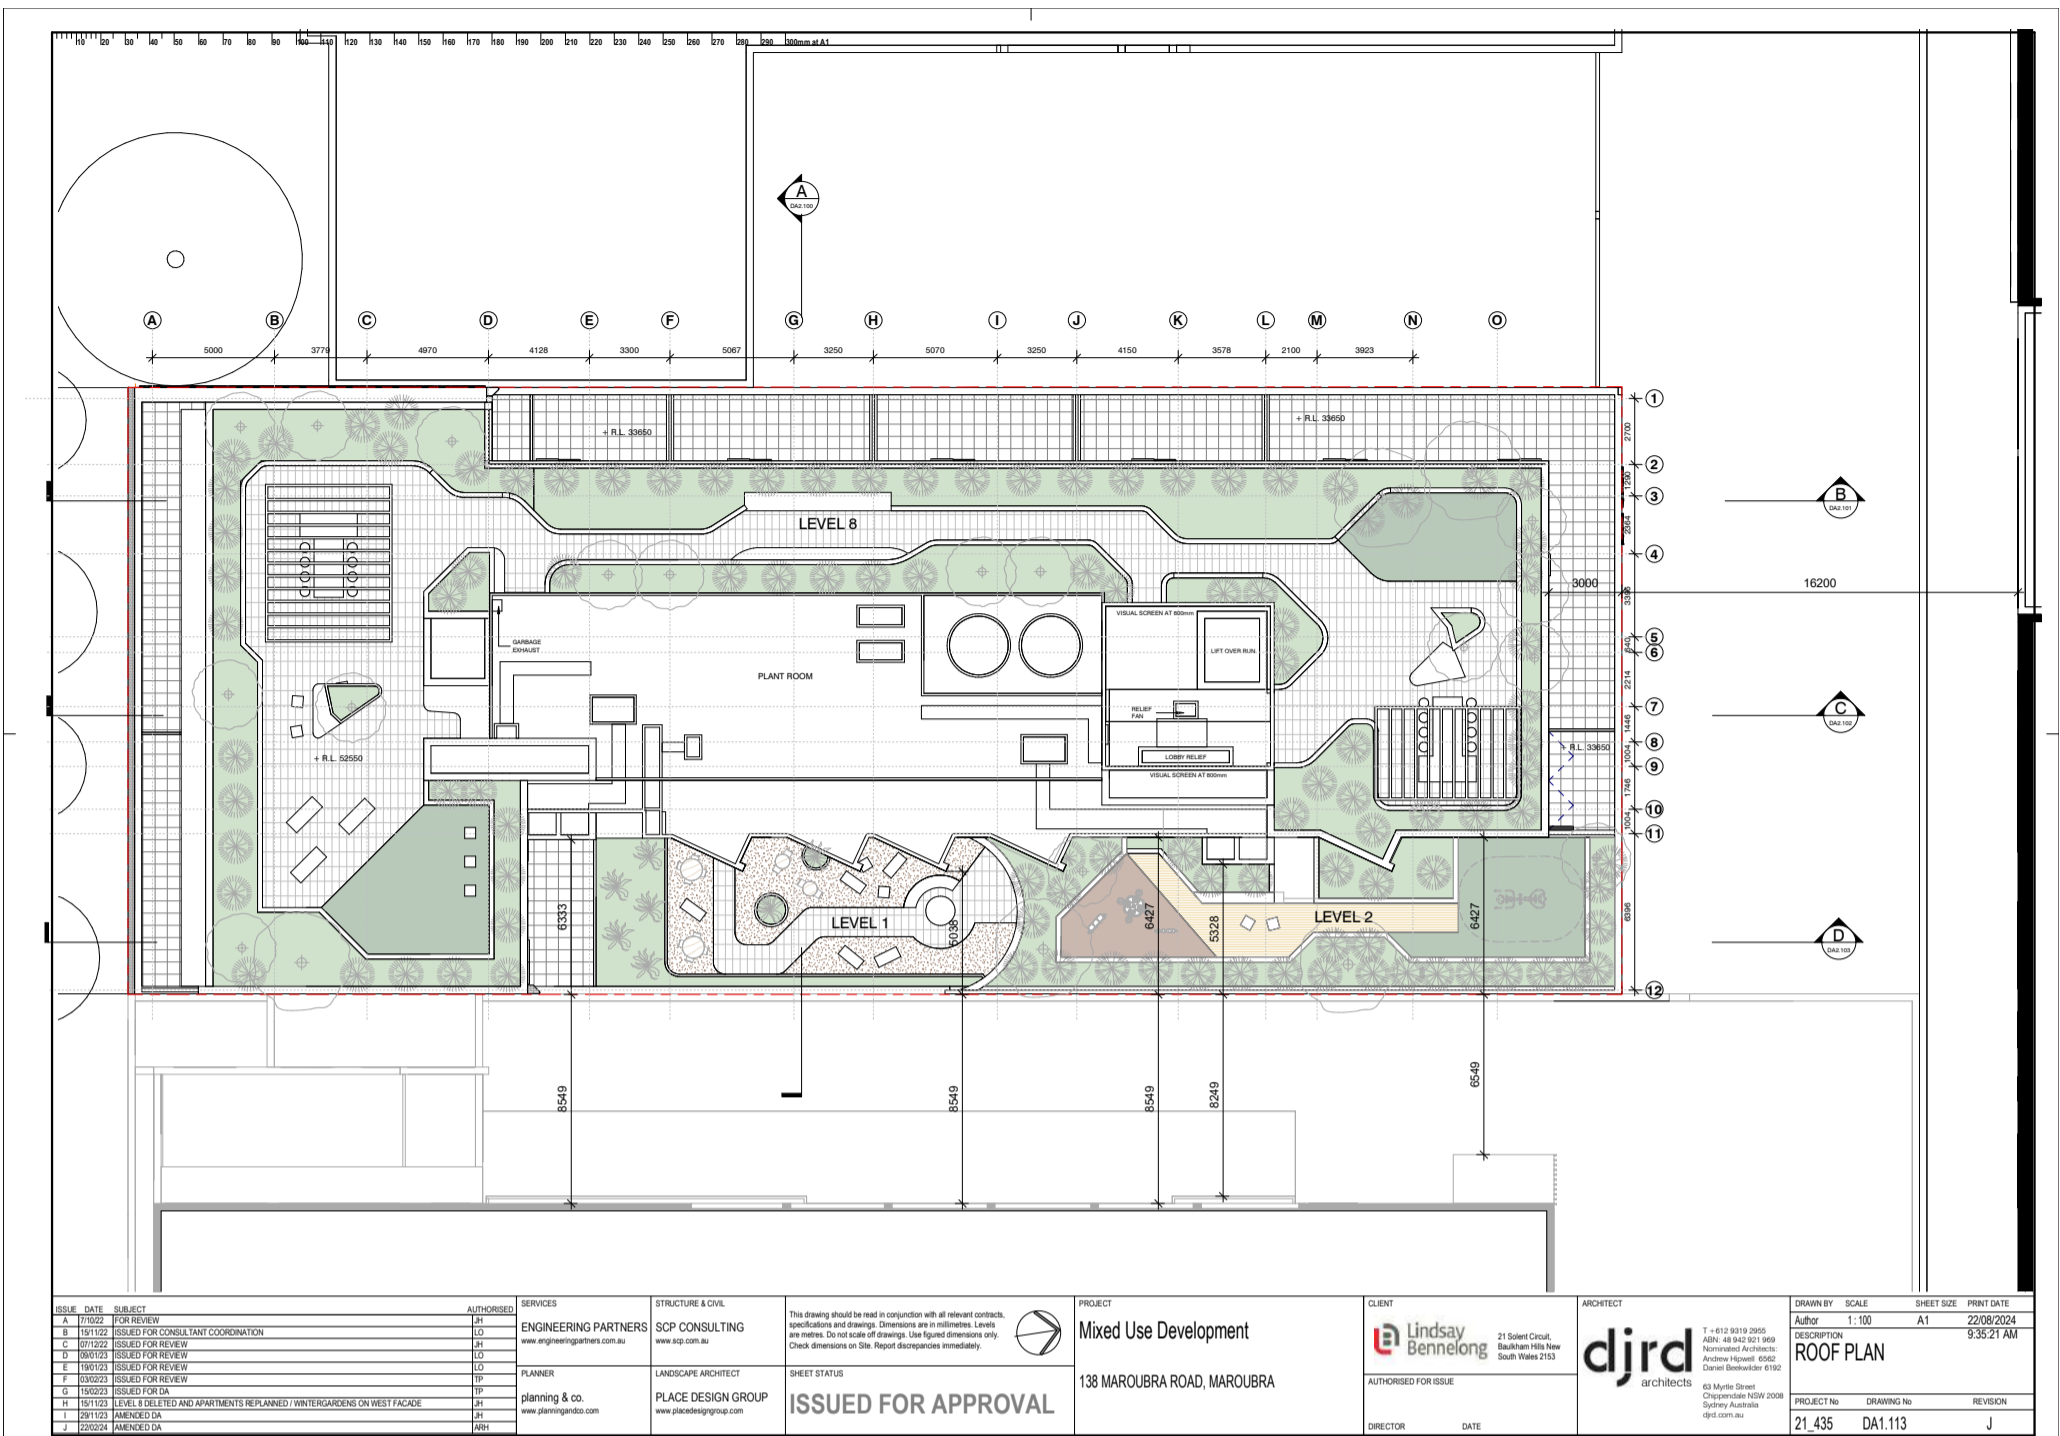 10 20 30 40 50 60 70 80 90 100 110 120 130 140 150 160 170 180 190 200 210 220 230 240 250 260 270 280 290 300mm at A1
A
DA2.100
A B C D E F G H I J K L M N O
5000 3779 4970 4128 3300 5067 3250 5070 3250 4150 3578 2100 3923
1
2700
+ R.L. 33650
+ R.L. 33650
2
1290
3
LEVEL 8
2364
4
B
DA2.101
3000
16200
3396
VISUAL SCREEN AT 600mm
GARBAGE
EXHAUST
LIFT OVER RUN
5
640
6
PLANT ROOM
2214
RELIEF
FAN
7
1446
C
DA2.102
+ R.L. 52550
LOBBY RELIEF
+ R.L. 33650
8
1004
VISUAL SCREEN AT 800mm
9
1746
10
1004
11
6333
LEVEL 1
5038
6427
5328
LEVEL 2
6427
6396
D
DA2.103
12
8549
8549
8549
8249
6549
ISSUE DATE SUBJECT AUTHORISED
A 7/10/22 FOR REVIEW JH
B 15/11/22 ISSUED FOR CONSULTANT COORDINATION LO
C 07/12/22 ISSUED FOR REVIEW JH
D 09/01/23 ISSUED FOR REVIEW LO
E 19/01/23 ISSUED FOR REVIEW LO
F 03/02/23 ISSUED FOR REVIEW TP
G 15/02/23 ISSUED FOR DA TP
H 15/11/23 LEVEL 8 DELETED AND APARTMENTS REPLANNED / WINTERGARDENS ON WEST FACADE JH
I 29/11/23 AMENDED DA JH
J 22/02/24 AMENDED DA ARH
SERVICES
ENGINEERING PARTNERS
www.engineeringpartners.com.au
STRUCTURE & CIVIL
SCP CONSULTING
www.scp.com.au
PLANNER
planning & co.
www.planningandco.com
LANDSCAPE ARCHITECT
PLACE DESIGN GROUP
www.placedesigngroup.com
This drawing should be read in conjunction with all relevant contracts,
specifications and drawings. Dimensions are in millimetres. Levels
are metres. Do not scale off drawings. Use figured dimensions only.
Check dimensions on Site. Report discrepancies immediately.
SHEET STATUS
ISSUED FOR APPROVAL
PROJECT
Mixed Use Development
138 MAROUBRA ROAD, MAROUBRA
CLIENT
Lindsay
Bennelong
21 Solent Circuit,
Baulkham Hills New
South Wales 2153
AUTHORISED FOR ISSUE
DIRECTOR DATE
ARCHITECT
djrd
architects
T +612 9319 2955
ABN: 48 942 921 969
Nominated Architects:
Andrew Hipwell 6562
Daniel Beekwilder 6192
63 Myrtle Street
Chippendale NSW 2008
Sydney Australia
djrd.com.au
DRAWN BY SCALE SHEET SIZE PRINT DATE
Author 1 : 100 A1 22/08/2024
9:35:21 AM
DESCRIPTION
ROOF PLAN
PROJECT No DRAWING No REVISION
21_435 DA1.113 J